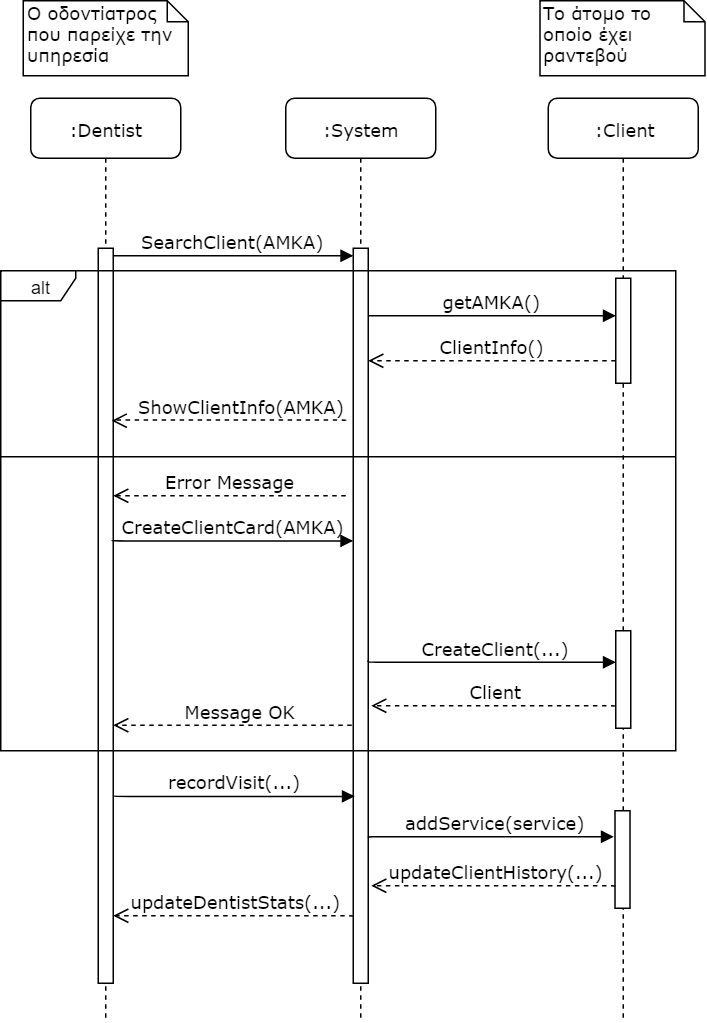 Ο οδοντίατρος
που παρείχε την
υπηρεσία
Το άτομο το
οποίο έχει
ραντεβού
:Dentist
:System
:Client
SearchClient(AMKA)
alt
getAMKA()
ClientInfo()
ShowClientInfo(AMKA)
Error Message
CreateClientCard(AMKA)
CreateClient(...)
Client
Message OK
recordVisit(...)
addService(service)
updateClientHistory(...)
updateDentistStats(...)